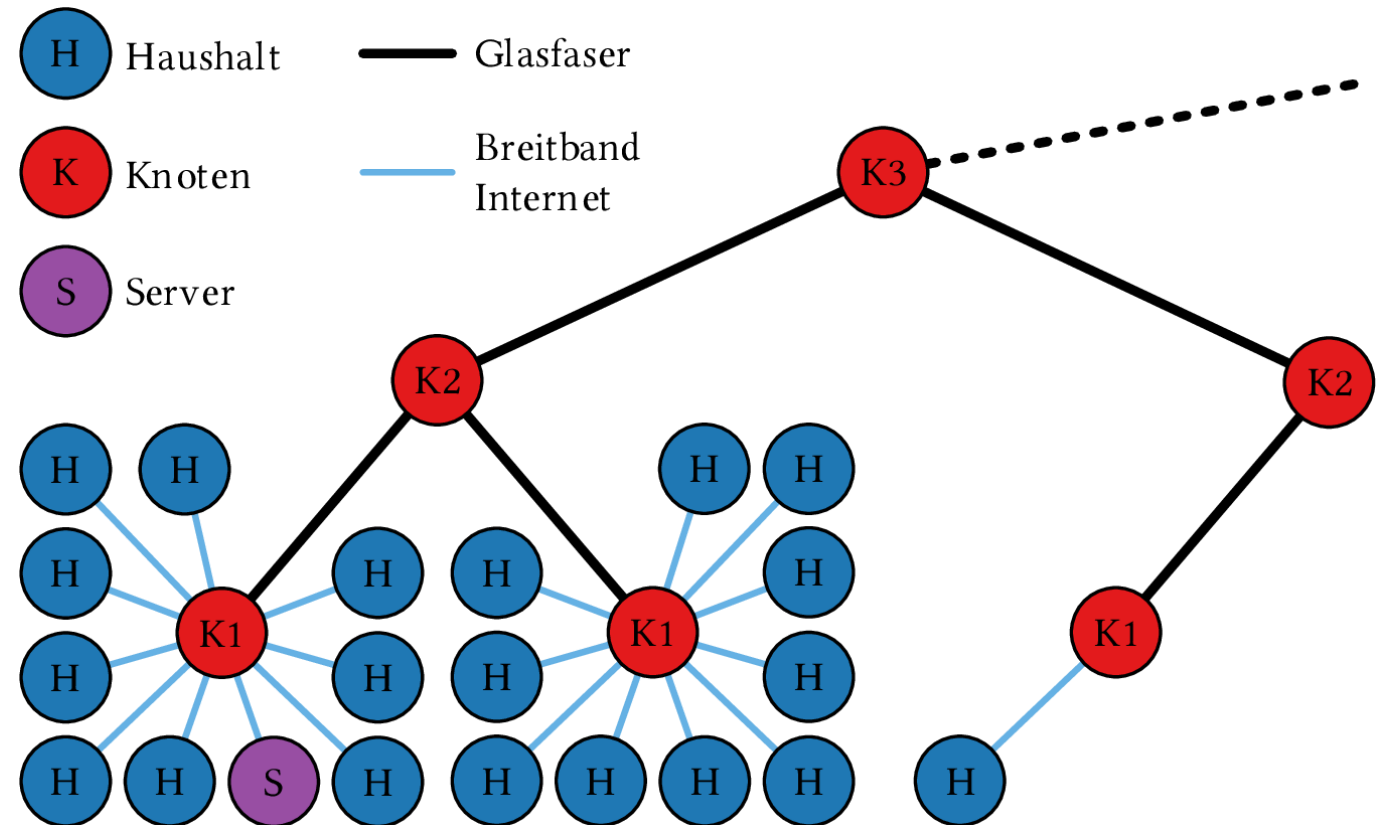 H Haushalt Glasfaser
K Knoten Breitband
Internet
S Server
K3
K2 K2
H H H H
H H H H
K1 K1 K1
H H H H
H H S H H H H H H